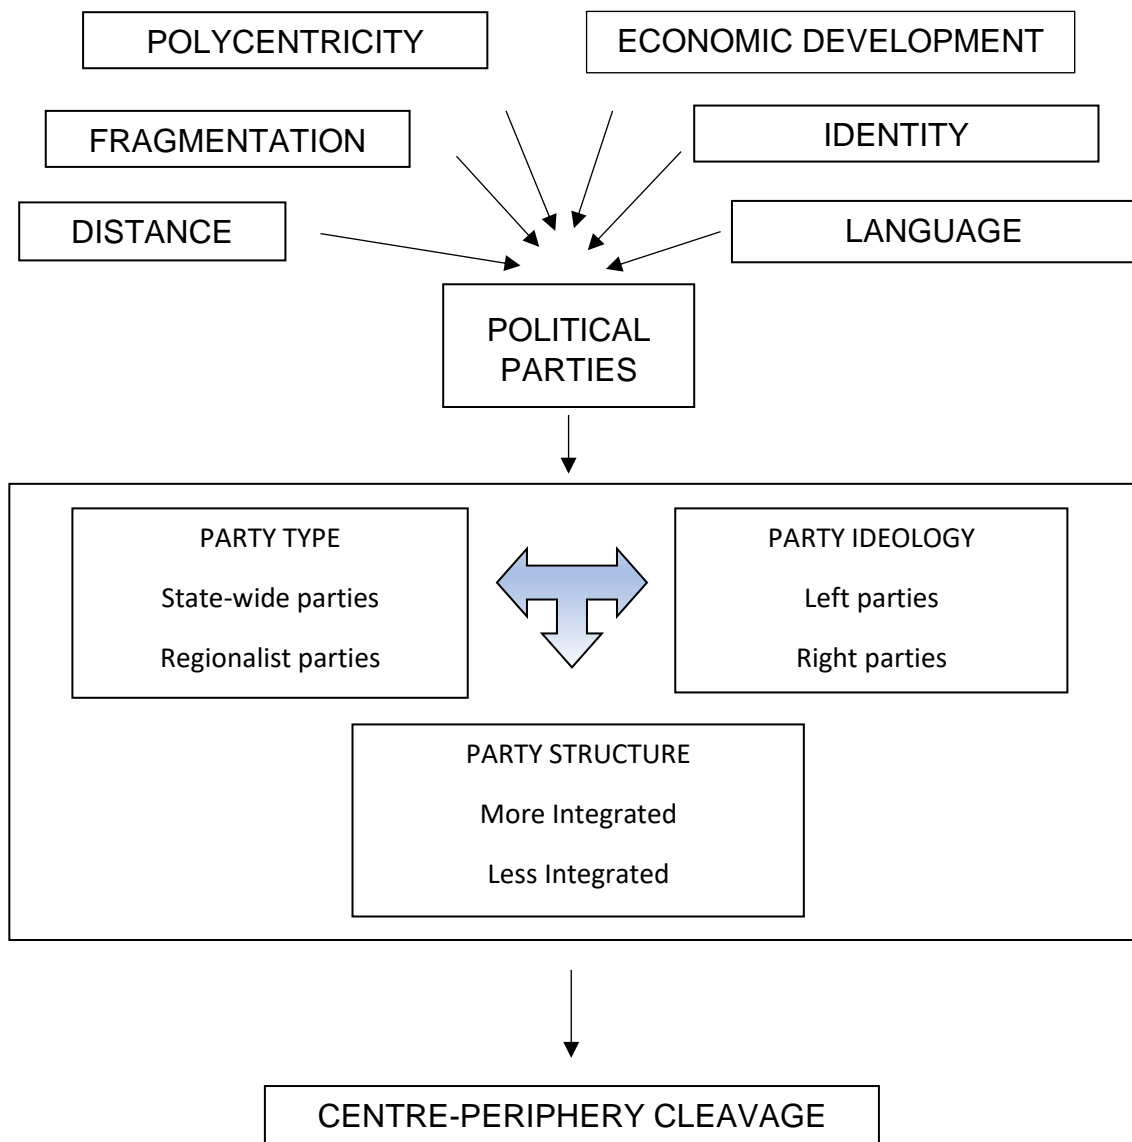 POLYCENTRICITY
ECONOMIC DEVELOPMENT
FRAGMENTATION
IDENTITY
DISTANCE
LANGUAGE
POLITICAL
PARTIES
PARTY TYPE
State-wide parties
Regionalist parties
PARTY IDEOLOGY
Left parties
Right parties
PARTY STRUCTURE
More Integrated
Less Integrated
CENTRE-PERIPHERY CLEAVAGE